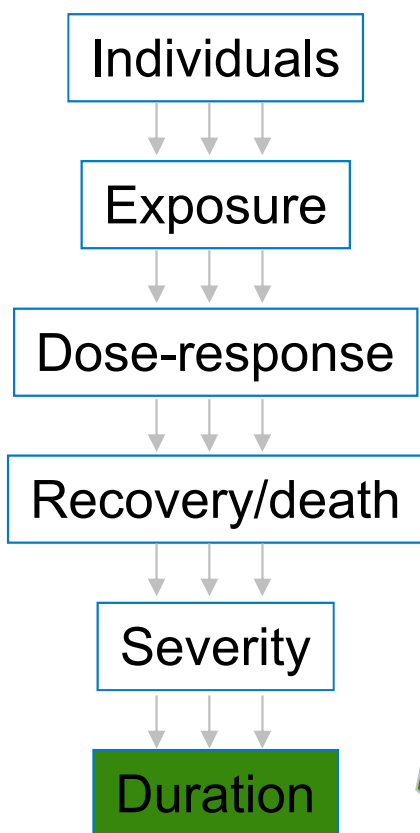 Individuals
Exposure
Dose-response
Recovery/death
Severity
Duration